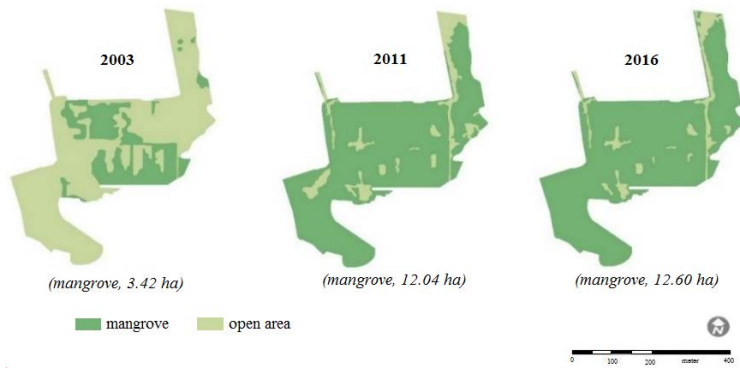 2003
2011
2016
(mangrove, 3.42 ha)
(mangrove, 12.04 ha)
(mangrove, 12.60 ha)
mangrove
open area
N
0 100 200 400
meter